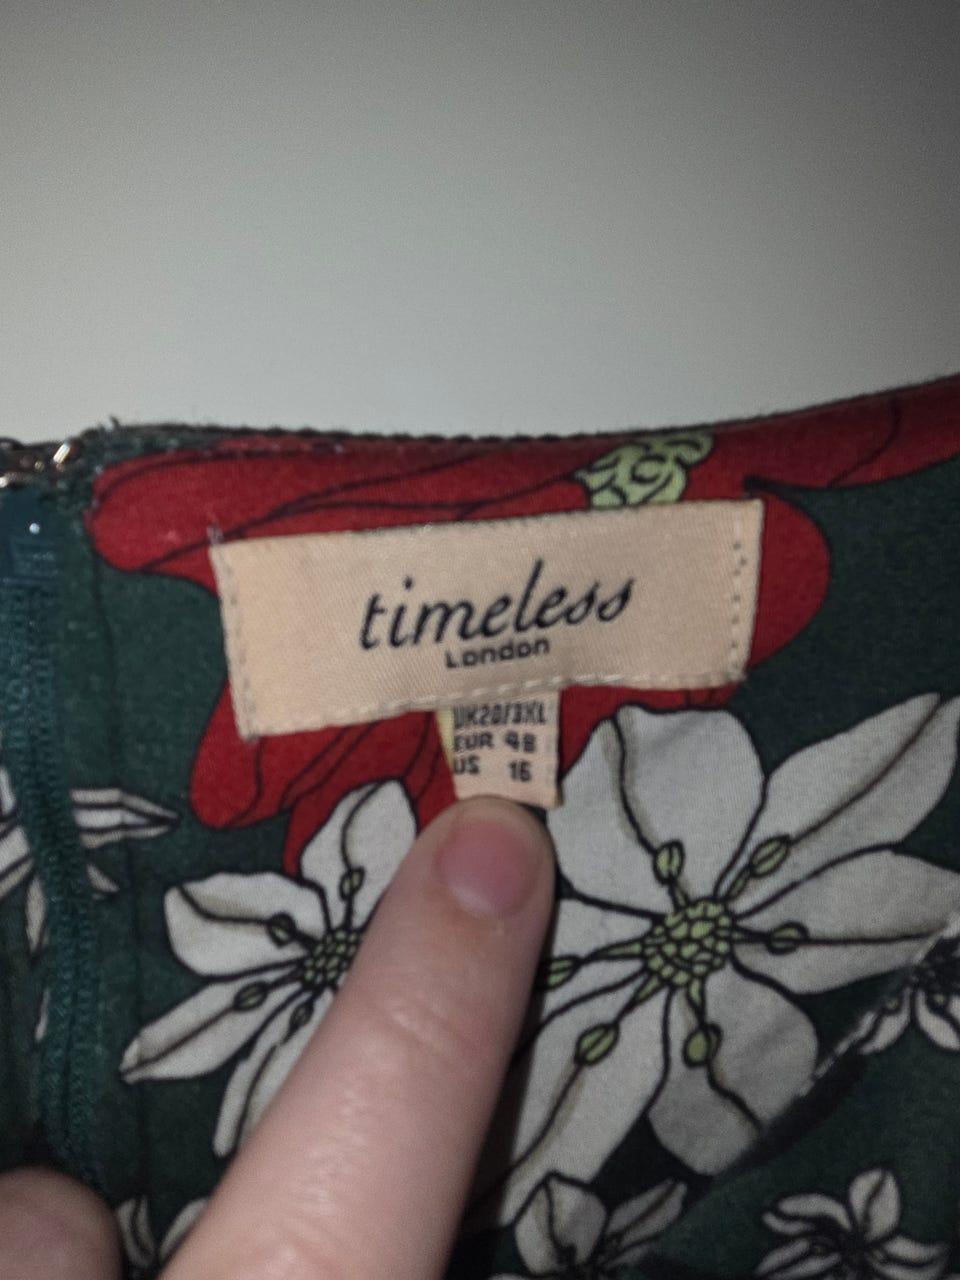 timeless
London
UK20/3XL
EUR 48
US 16